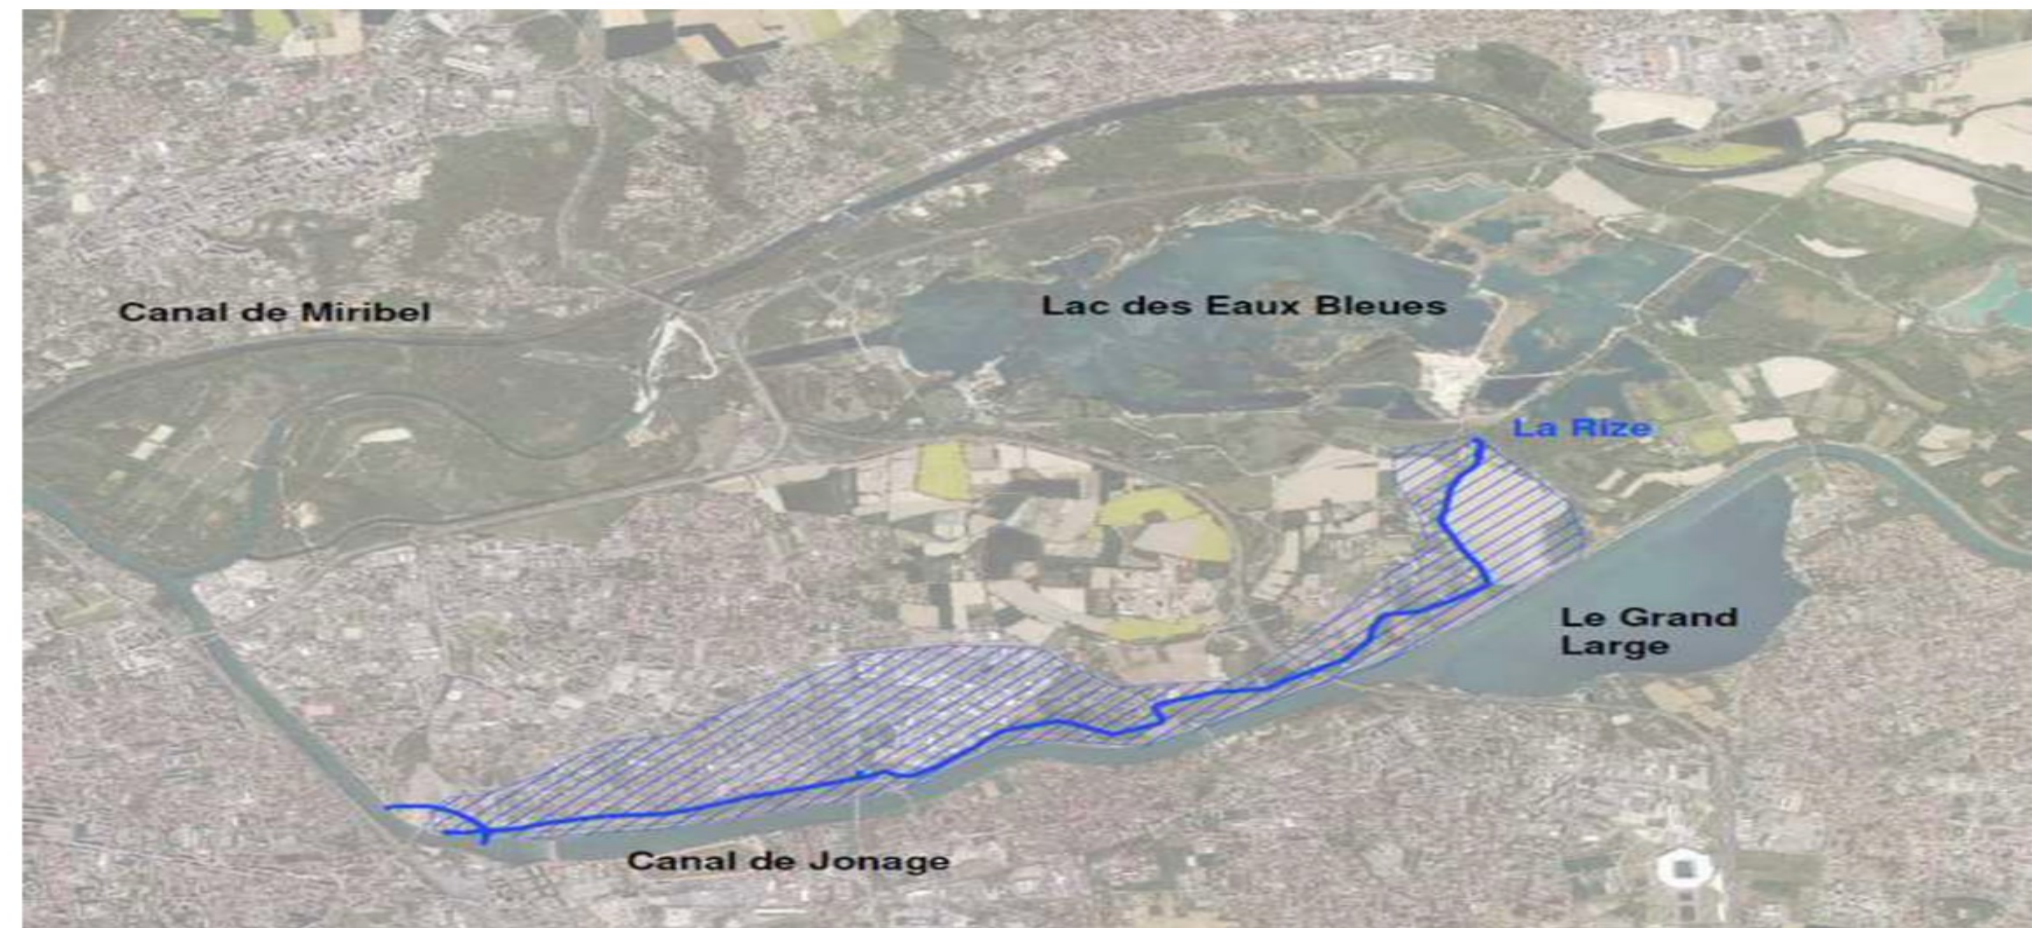 Canal de Miribel
Lac des Eaux Bleues
La Rize
Le Grand
Large
Canal de Jonage